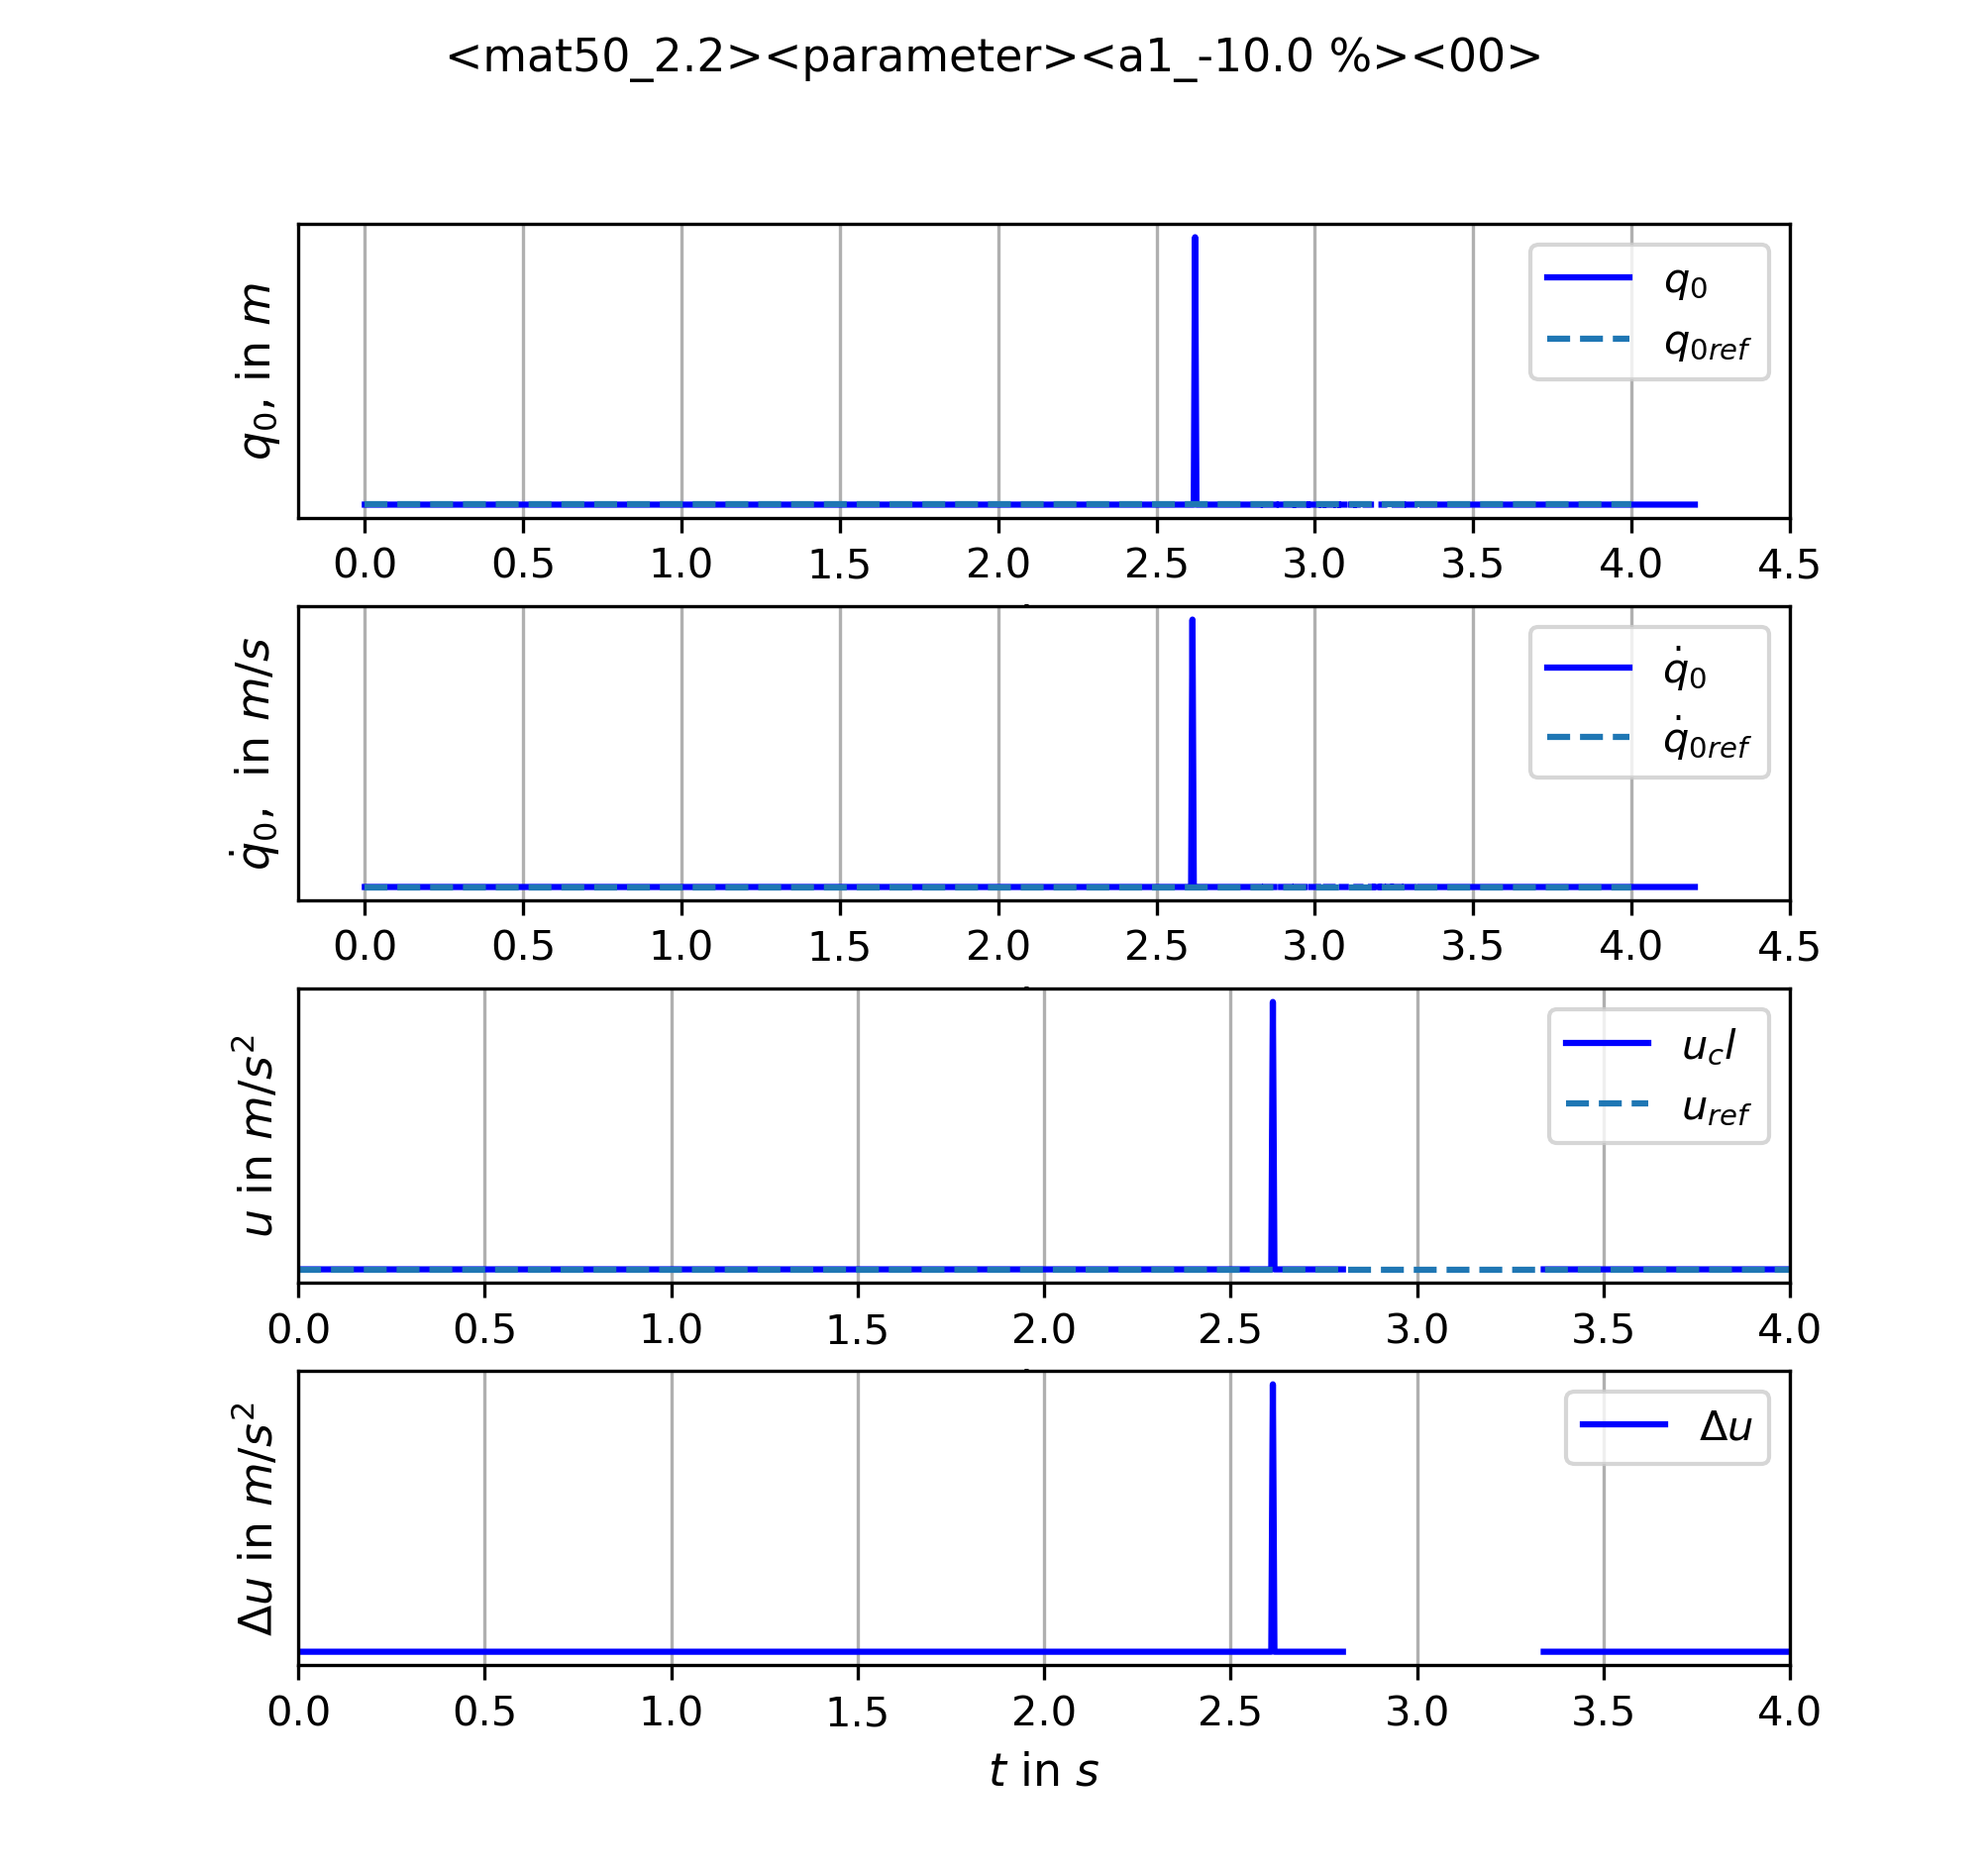 <mat50_2.2><parameter><a1_-10.0 %><00>
q₀, in m
q₀
q₀ref
0.0 0.5 1.0 1.5 2.0 2.5 3.0 3.5 4.0 4.5
q̇₀, in m/s
q̇₀
q̇₀ref
0.0 0.5 1.0 1.5 2.0 2.5 3.0 3.5 4.0 4.5
u in m/s²
u_cl
u_ref
0.0 0.5 1.0 1.5 2.0 2.5 3.0 3.5 4.0
Δu in m/s²
Δu
0.0 0.5 1.0 1.5 2.0 2.5 3.0 3.5 4.0
t in s